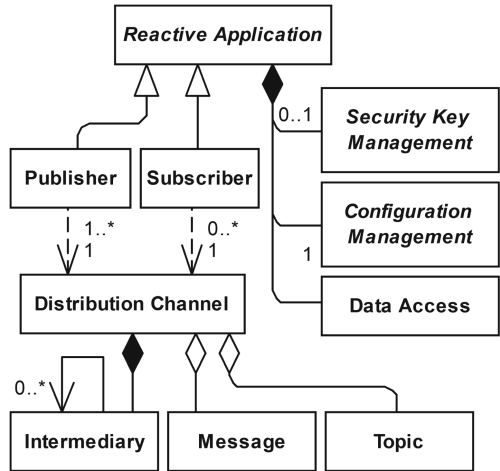 Reactive Application
0..1
Security Key
Management
Publisher
Subscriber
Configuration
Management
1..*
1
0..*
1
1
Distribution Channel
Data Access
0..*
Intermediary
Message
Topic